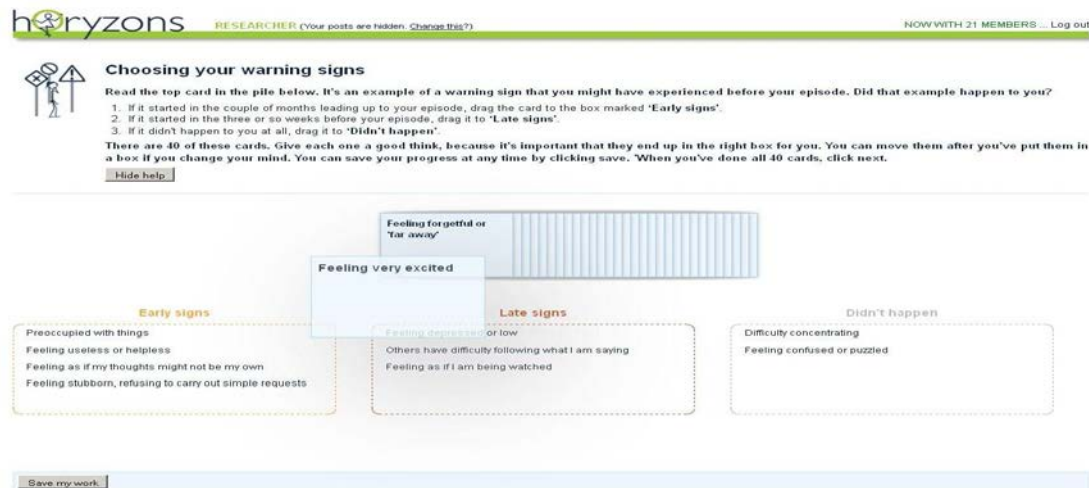 horyzons RESEARCHER (Your posts are hidden. Change this?) NOW WITH 21 MEMBERS ... Log out
Choosing your warning signs
Read the top card in the pile below. It's an example of a warning sign that you might have experienced before your episode. Did that example happen to you?
1. If it started in the couple of months leading up to your episode, drag the card to the box marked 'Early signs'.
2. If it started in the three or so weeks before your episode, drag it to 'Late signs'.
3. If it didn't happen to you at all, drag it to 'Didn't happen'.
There are 40 of these cards. Give each one a good think, because it's important that they end up in the right box for you. You can move them after you've put them in
a box if you change your mind. You can save your progress at any time by clicking save. When you've done all 40 cards, click next.
Hide help
Feeling forgetful or
'far away'
Feeling very excited
Early signs
Preoccupied with things
Feeling useless or helpless
Feeling as if my thoughts might not be my own
Feeling stubborn, refusing to carry out simple requests
Late signs
Feeling depressed or low
Others have difficulty following what I am saying
Feeling as if I am being watched
Didn't happen
Difficulty concentrating
Feeling confused or puzzled
Save my work